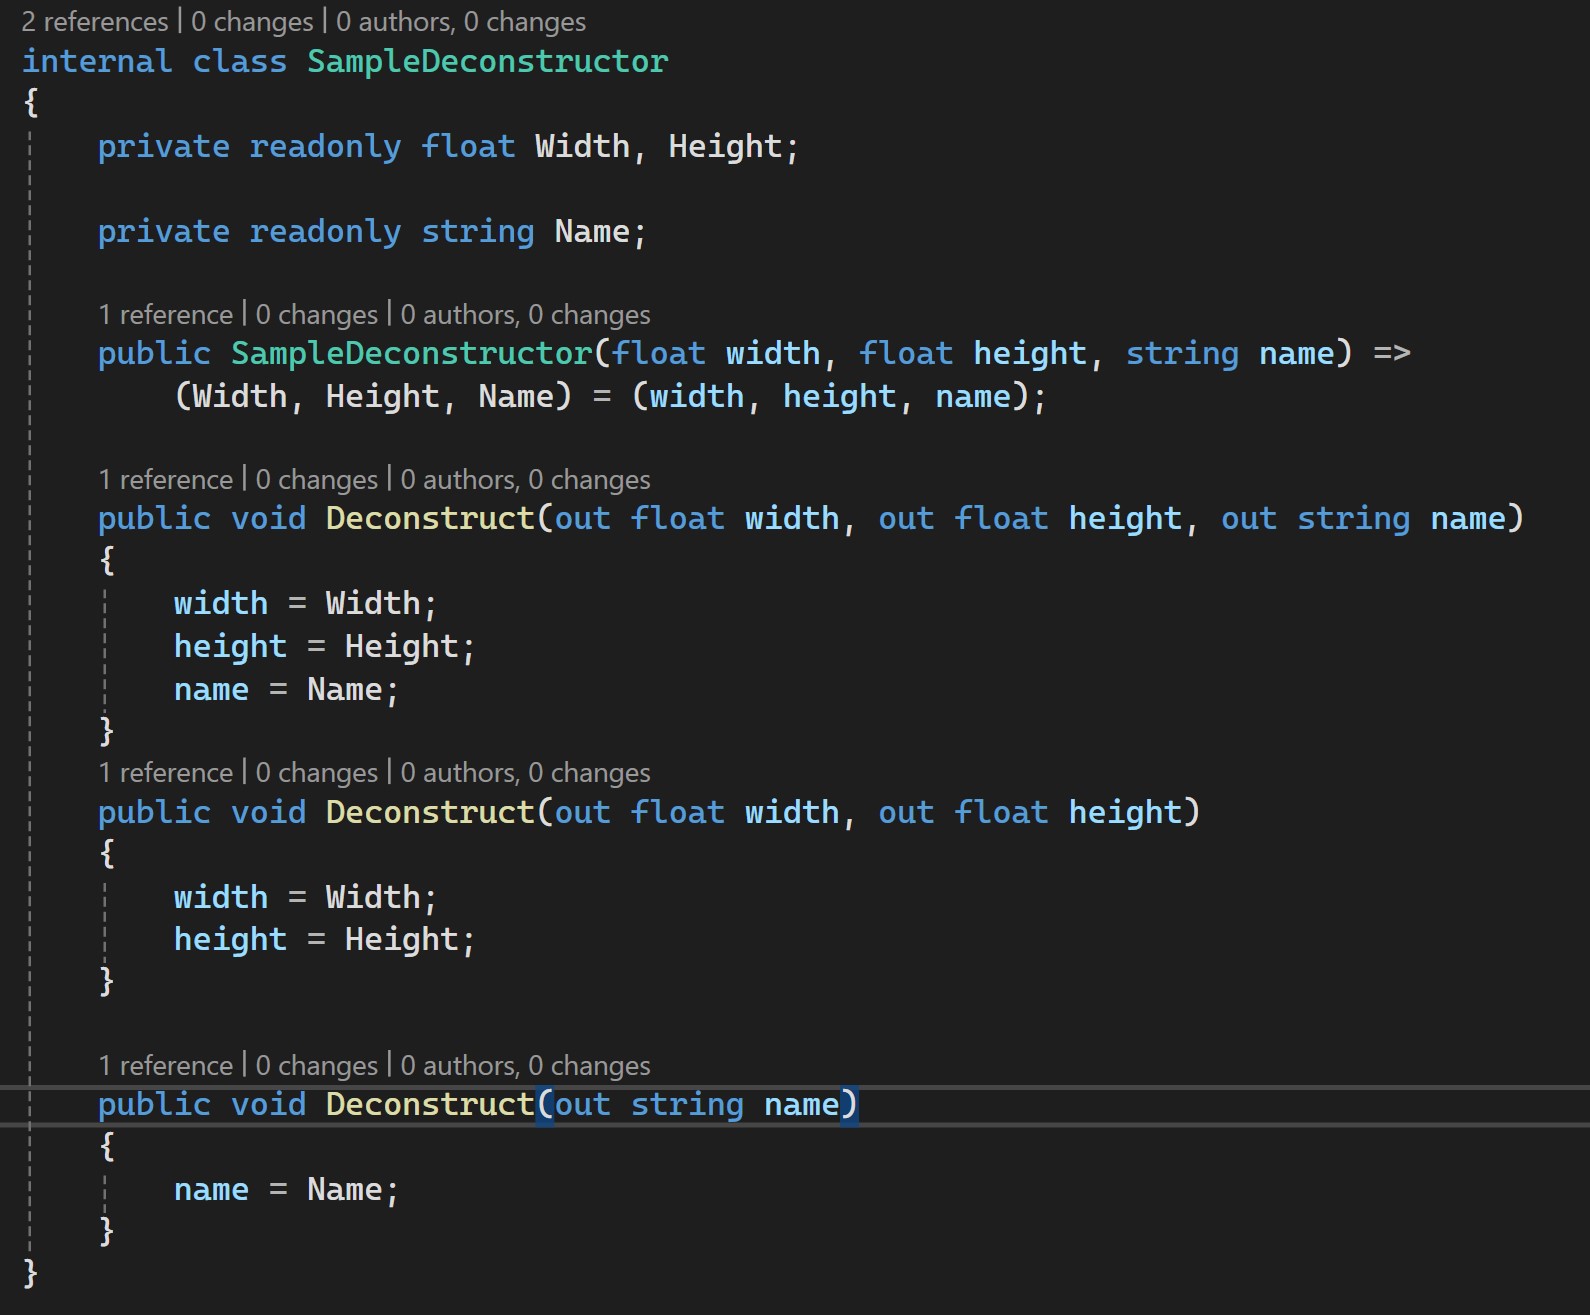 2 references | 0 changes | 0 authors, 0 changes
internal class SampleDeconstructor
{
    private readonly float Width, Height;
    private readonly string Name;
    1 reference | 0 changes | 0 authors, 0 changes
    public SampleDeconstructor(float width, float height, string name) =>
        (Width, Height, Name) = (width, height, name);
    1 reference | 0 changes | 0 authors, 0 changes
    public void Deconstruct(out float width, out float height, out string name)
    {
        width = Width;
        height = Height;
        name = Name;
    }
    1 reference | 0 changes | 0 authors, 0 changes
    public void Deconstruct(out float width, out float height)
    {
        width = Width;
        height = Height;
    }
    1 reference | 0 changes | 0 authors, 0 changes
    public void Deconstruct(out string name)
    {
        name = Name;
    }
}